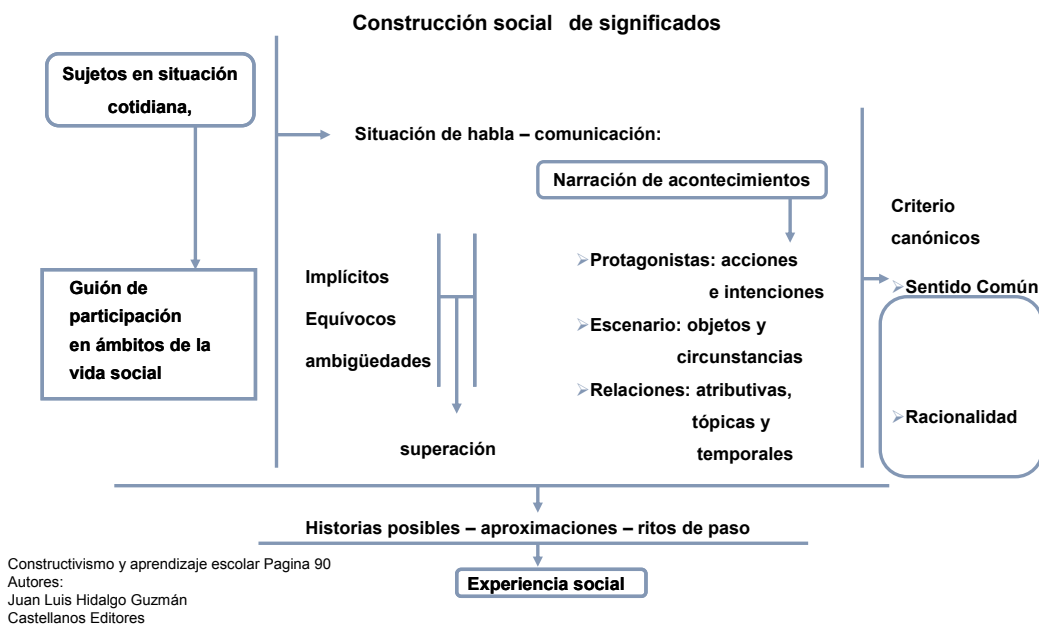 Construcción social de significados
Sujetos en situación
cotidiana,
Guión de
participación
en ámbitos de la
vida social
Situación de habla – comunicación:
Narración de acontecimientos
Implícitos
Equívocos
ambigüedades
superación
Protagonistas: acciones
e intenciones
Escenario: objetos y
circunstancias
Relaciones: atributivas,
tópicas y
temporales
Criterio
canónicos
Sentido Común
Racionalidad
Historias posibles – aproximaciones – ritos de paso
Experiencia social
Constructivismo y aprendizaje escolar Pagina 90
Autores:
Juan Luis Hidalgo Guzmán
Castellanos Editores